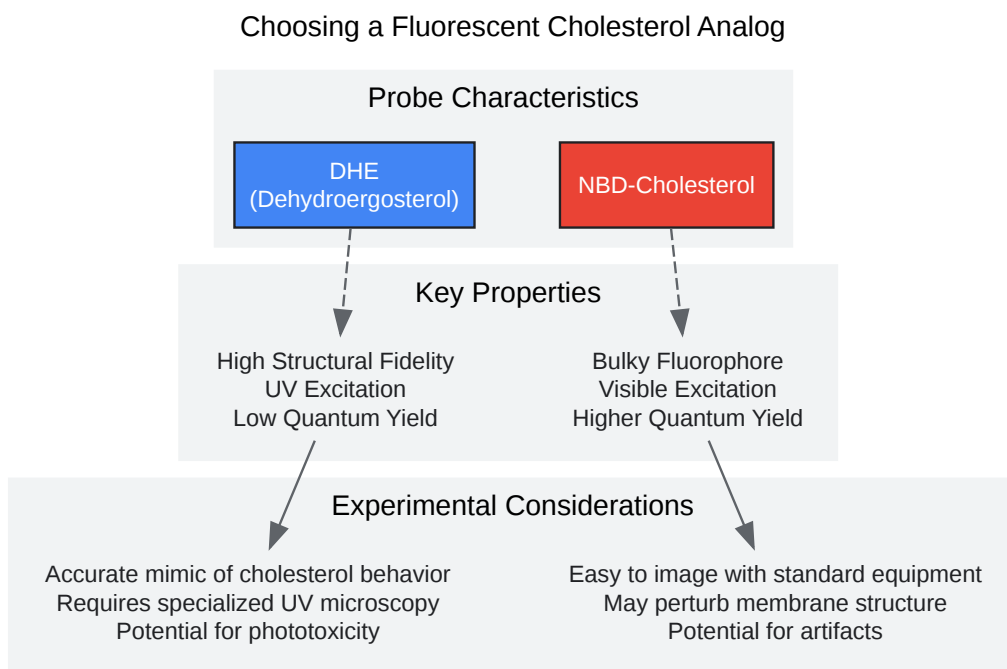 Choosing a Fluorescent Cholesterol Analog
Probe Characteristics
DHE
(Dehydroergosterol)
NBD-Cholesterol
Key Properties
High Structural Fidelity
UV Excitation
Low Quantum Yield
Bulky Fluorophore
Visible Excitation
Higher Quantum Yield
Experimental Considerations
Accurate mimic of cholesterol behavior
Requires specialized UV microscopy
Potential for phototoxicity
Easy to image with standard equipment
May perturb membrane structure
Potential for artifacts